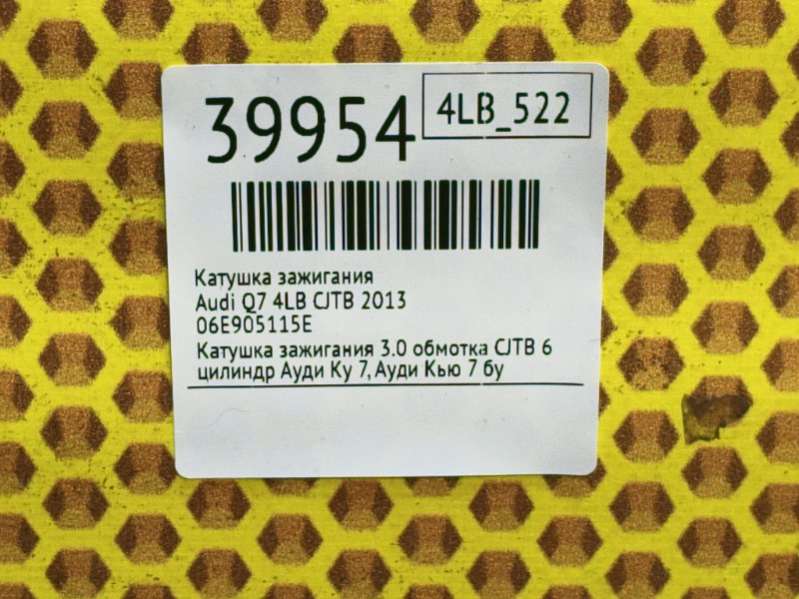 39954
4LB_522
Катушка зажигания
Audi Q7 4LB CJTB 2013
06E905115E
Катушка зажигания 3.0 обмотка CJTB 6
цилиндр Ауди Ку 7, Ауди Кью 7 бу